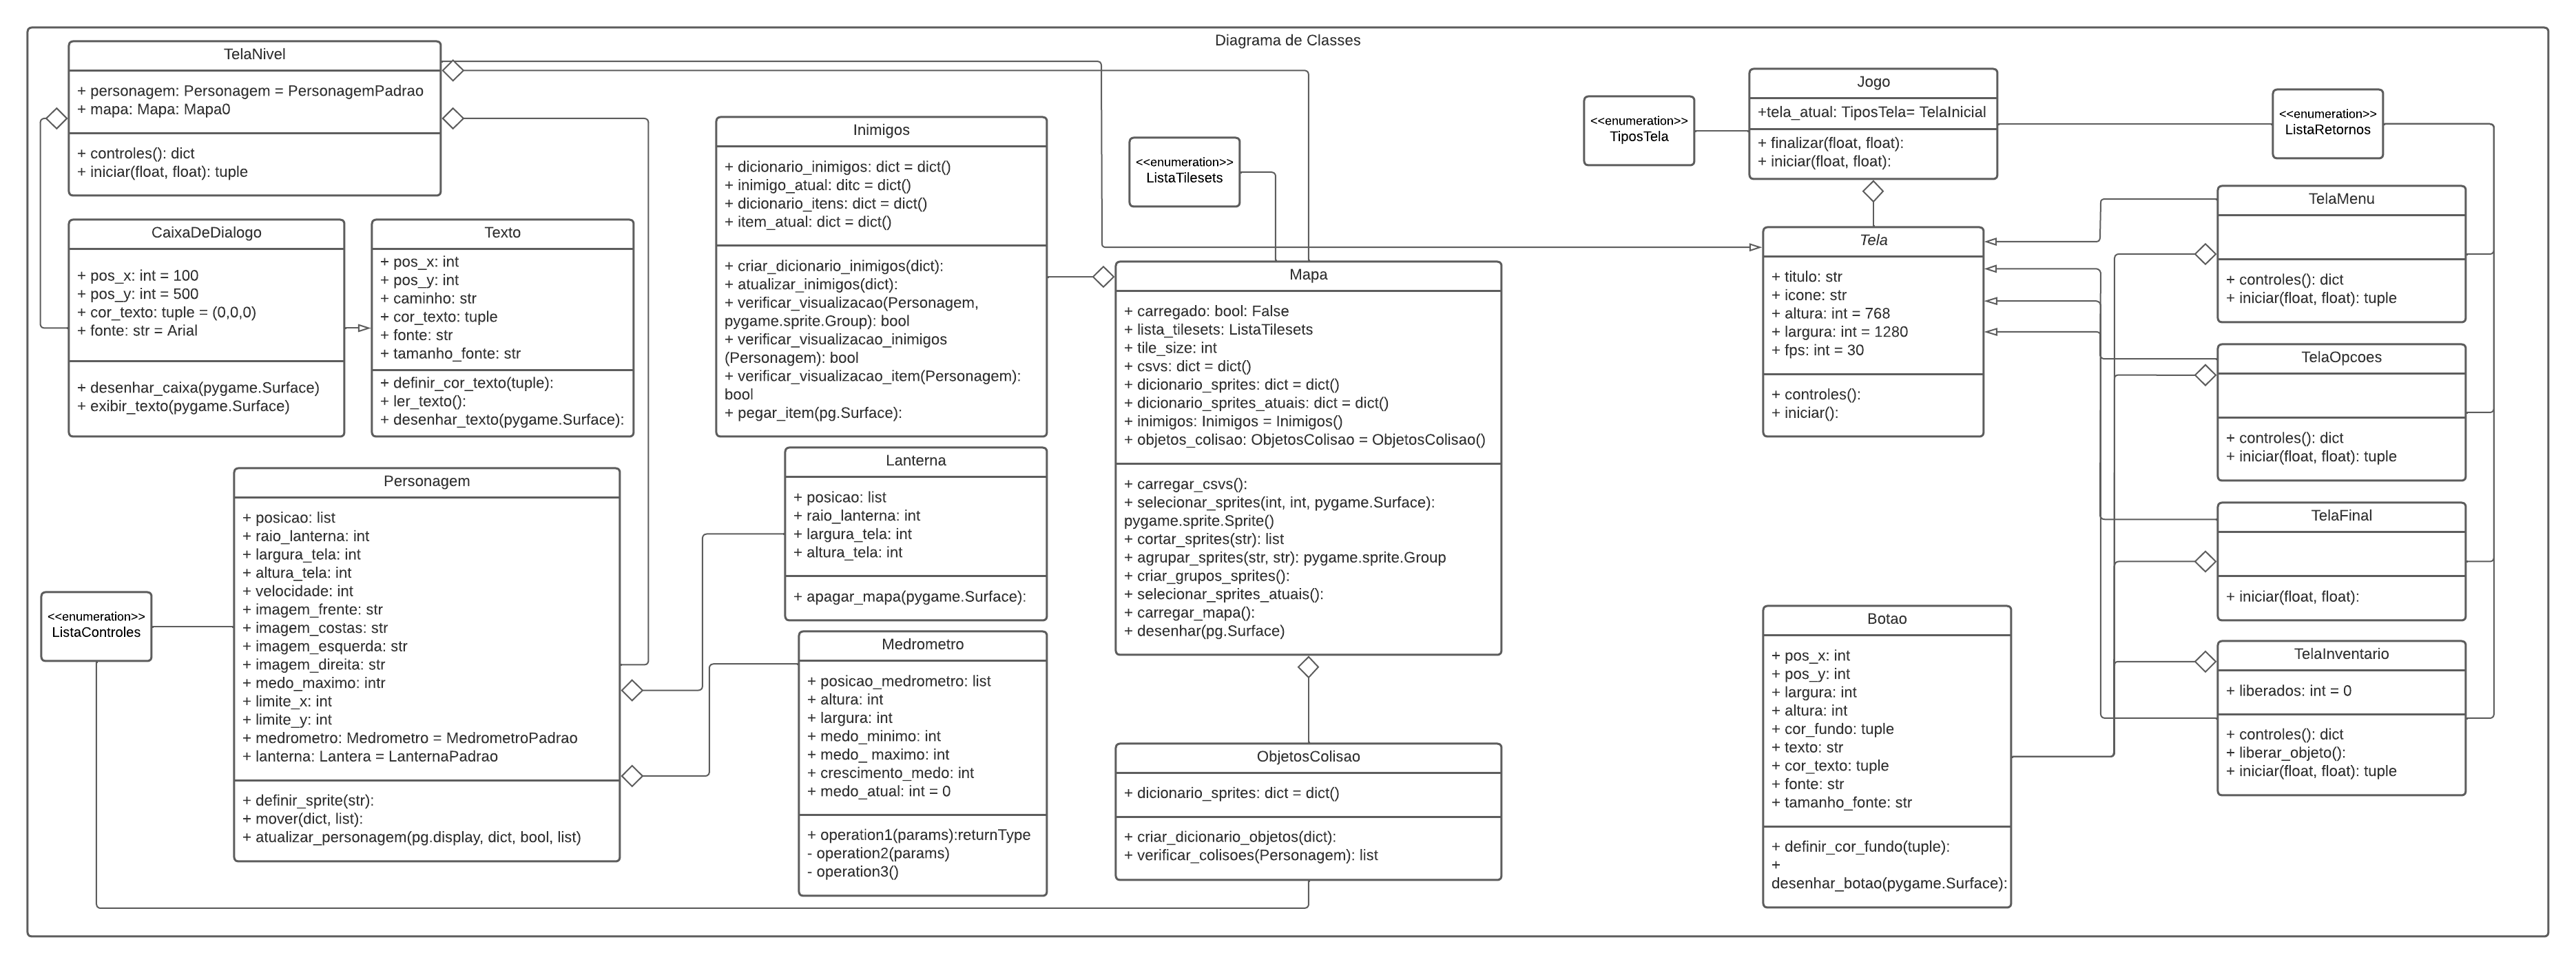 Diagrama de Classes
TelaNivel
+ personagem: Personagem = PersonagemPadrao
+ mapa: Mapa: Mapa0
+ controles(): dict
+ iniciar(float, float): tuple
CaixaDeDialogo
+ pos_x: int = 100
+ pos_y: int = 500
+ cor_texto: tuple = (0,0,0)
+ fonte: str = Arial
+ desenhar_caixa(pygame.Surface)
+ exibir_texto(pygame.Surface)
Texto
+ pos_x: int
+ pos_y: int
+ caminho: str
+ cor_texto: tuple
+ fonte: str
+ tamanho_fonte: str
+ definir_cor_texto(tuple):
+ ler_texto():
+ desenhar_texto(pygame.Surface):
Inimigos
+ dicionario_inimigos: dict = dict()
+ inimigo_atual: ditc = dict()
+ dicionario_itens: dict = dict()
+ item_atual: dict = dict()
+ criar_dicionario_inimigos(dict):
+ atualizar_inimigos(dict):
+ verificar_visualizacao(Personagem,
pygame.sprite.Group): bool
+ verificar_visualizacao_inimigos
(Personagem): bool
+ verificar_visualizacao_item(Personagem):
bool
+ pegar_item(pg.Surface):
<<enumeration>>
ListaTilesets
Mapa
+ carregado: bool: False
+ lista_tilesets: ListaTilesets
+ tile_size: int
+ csvs: dict = dict()
+ dicionario_sprites: dict = dict()
+ dicionario_sprites_atuais: dict = dict()
+ inimigos: Inimigos = Inimigos()
+ objetos_colisao: ObjetosColisao = ObjetosColisao()
+ carregar_csvs():
+ selecionar_sprites(int, int, pygame.Surface):
pygame.sprite.Sprite()
+ cortar_sprites(str): list
+ agrupar_sprites(str, str): pygame.sprite.Group
+ criar_grupos_sprites():
+ selecionar_sprites_atuais():
+ carregar_mapa():
+ desenhar(pg.Surface)
<<enumeration>>
TiposTela
Jogo
+tela_atual: TiposTela= TelaInicial
+ finalizar(float, float):
+ iniciar(float, float):
<<enumeration>>
ListaRetornos
Tela
+ titulo: str
+ icone: str
+ altura: int = 768
+ largura: int = 1280
+ fps: int = 30
+ controles():
+ iniciar():
TelaMenu
+ controles(): dict
+ iniciar(float, float): tuple
TelaOpcoes
+ controles(): dict
+ iniciar(float, float): tuple
TelaFinal
+ iniciar(float, float):
TelaInventario
+ liberados: int = 0
+ controles(): dict
+ liberar_objeto():
+ iniciar(float, float): tuple
<<enumeration>>
ListaControles
Personagem
+ posicao: list
+ raio_lanterna: int
+ largura_tela: int
+ altura_tela: int
+ velocidade: int
+ imagem_frente: str
+ imagem_costas: str
+ imagem_esquerda: str
+ imagem_direita: str
+ medo_maximo: intr
+ limite_x: int
+ limite_y: int
+ medrometro: Medrometro = MedrometroPadrao
+ lanterna: Lantera = LanternaPadrao
+ definir_sprite(str):
+ mover(dict, list):
+ atualizar_personagem(pg.display, dict, bool, list)
Lanterna
+ posicao: list
+ raio_lanterna: int
+ largura_tela: int
+ altura_tela: int
+ apagar_mapa(pygame.Surface):
Medrometro
+ posicao_medrometro: list
+ altura: int
+ largura: int
+ medo_minimo: int
+ medo_ maximo: int
+ crescimento_medo: int
+ medo_atual: int = 0
+ operation1(params):returnType
- operation2(params)
- operation3()
ObjetosColisao
+ dicionario_sprites: dict = dict()
+ criar_dicionario_objetos(dict):
+ verificar_colisoes(Personagem): list
Botao
+ pos_x: int
+ pos_y: int
+ largura: int
+ altura: int
+ cor_fundo: tuple
+ texto: str
+ cor_texto: tuple
+ fonte: str
+ tamanho_fonte: str
+ definir_cor_fundo(tuple):
+
desenhar_botao(pygame.Surface):